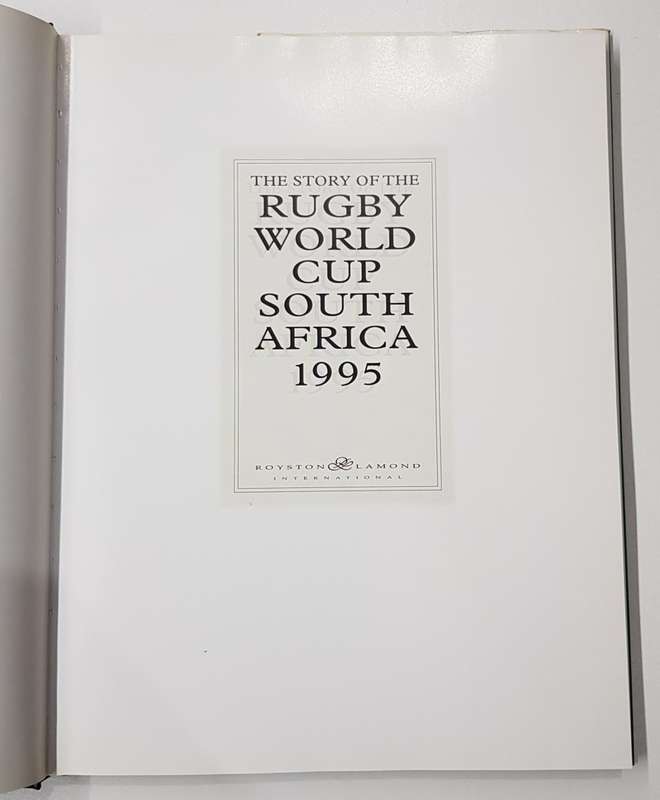 THE STORY OF THE
RUGBY
WORLD
CUP
SOUTH
AFRICA
1995
ROYSTON LAMOND
INTERNATIONAL